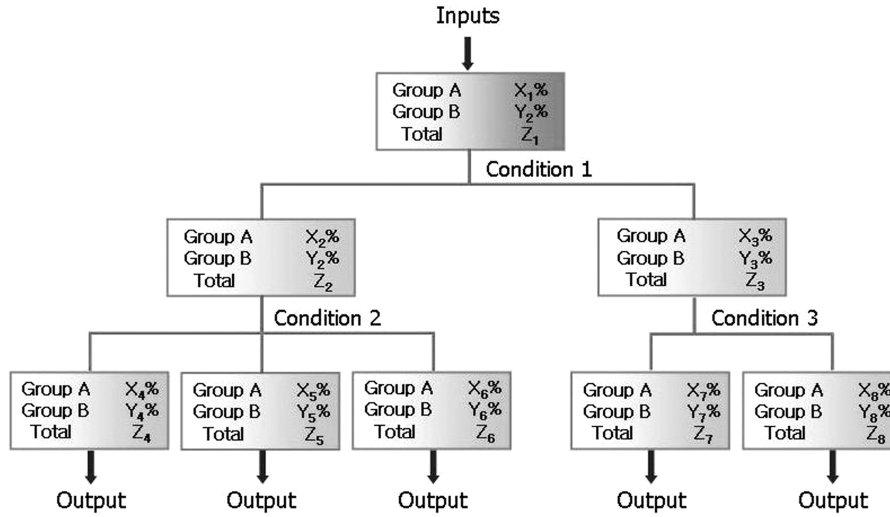 Inputs
Group A X₁%
Group B Y₂%
Total Z₁
Condition 1
Group A X₂%
Group B Y₂%
Total Z₂
Group A X₃%
Group B Y₃%
Total Z₃
Condition 2
Condition 3
Group A X₄%
Group B Y₄%
Total Z₄
Group A X₅%
Group B Y₅%
Total Z₅
Group A X₆%
Group B Y₆%
Total Z₆
Group A X₇%
Group B Y₇%
Total Z₇
Group A X₈%
Group B Y₈%
Total Z₈
Output
Output
Output
Output
Output